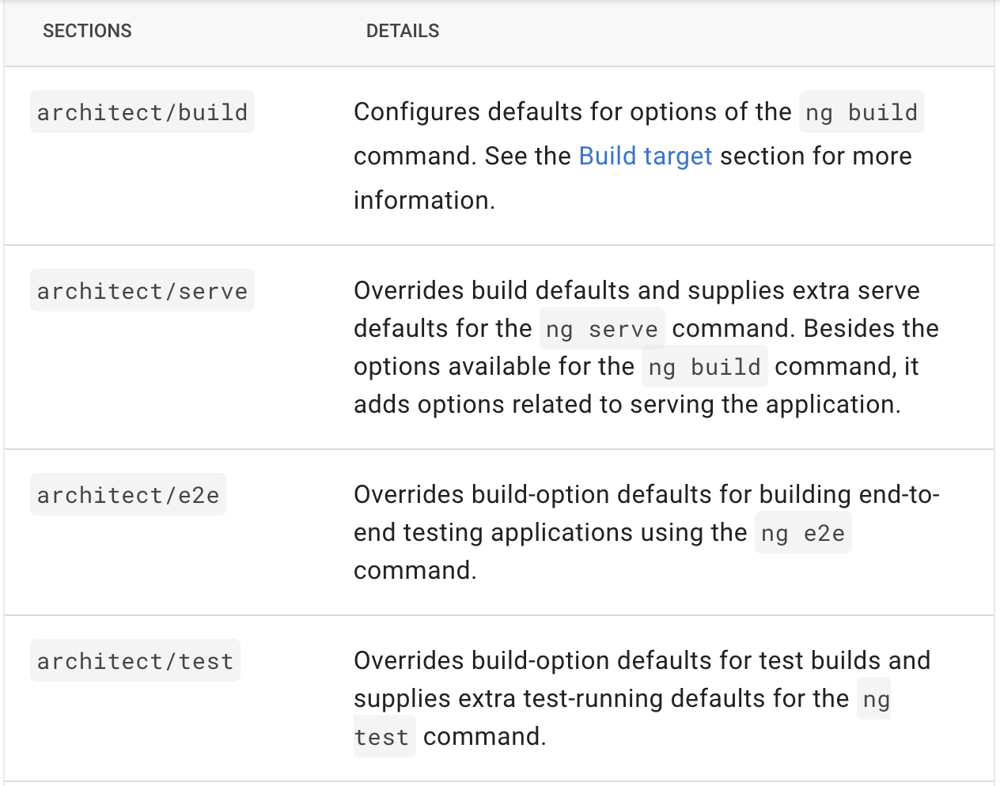 SECTIONS DETAILS
architect/build Configures defaults for options of the ng build
command. See the Build target section for more
information.
architect/serve Overrides build defaults and supplies extra serve
defaults for the ng serve command. Besides the
options available for the ng build command, it
adds options related to serving the application.
architect/e2e Overrides build-option defaults for building end-to-
end testing applications using the ng e2e
command.
architect/test Overrides build-option defaults for test builds and
supplies extra test-running defaults for the ng
test command.